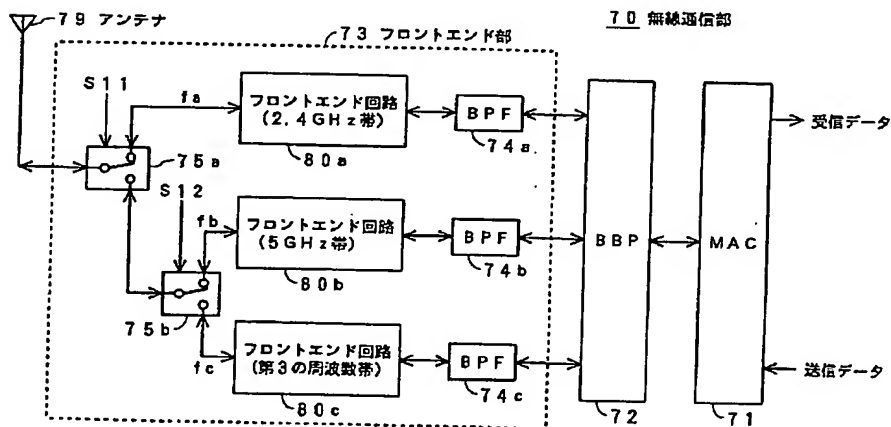 79 アンテナ
73 フロントエンド部
70 無線通信部
S11
fa
フロントエンド回路
(2.4GHz帯)
80a
BPF
74a
受信データ
75a
S12
fb
フロントエンド回路
(5GHz帯)
80b
BPF
74b
BBP
MAC
75b
fc
フロントエンド回路
(第3の周波数帯)
80c
BPF
74c
送信データ
72
71